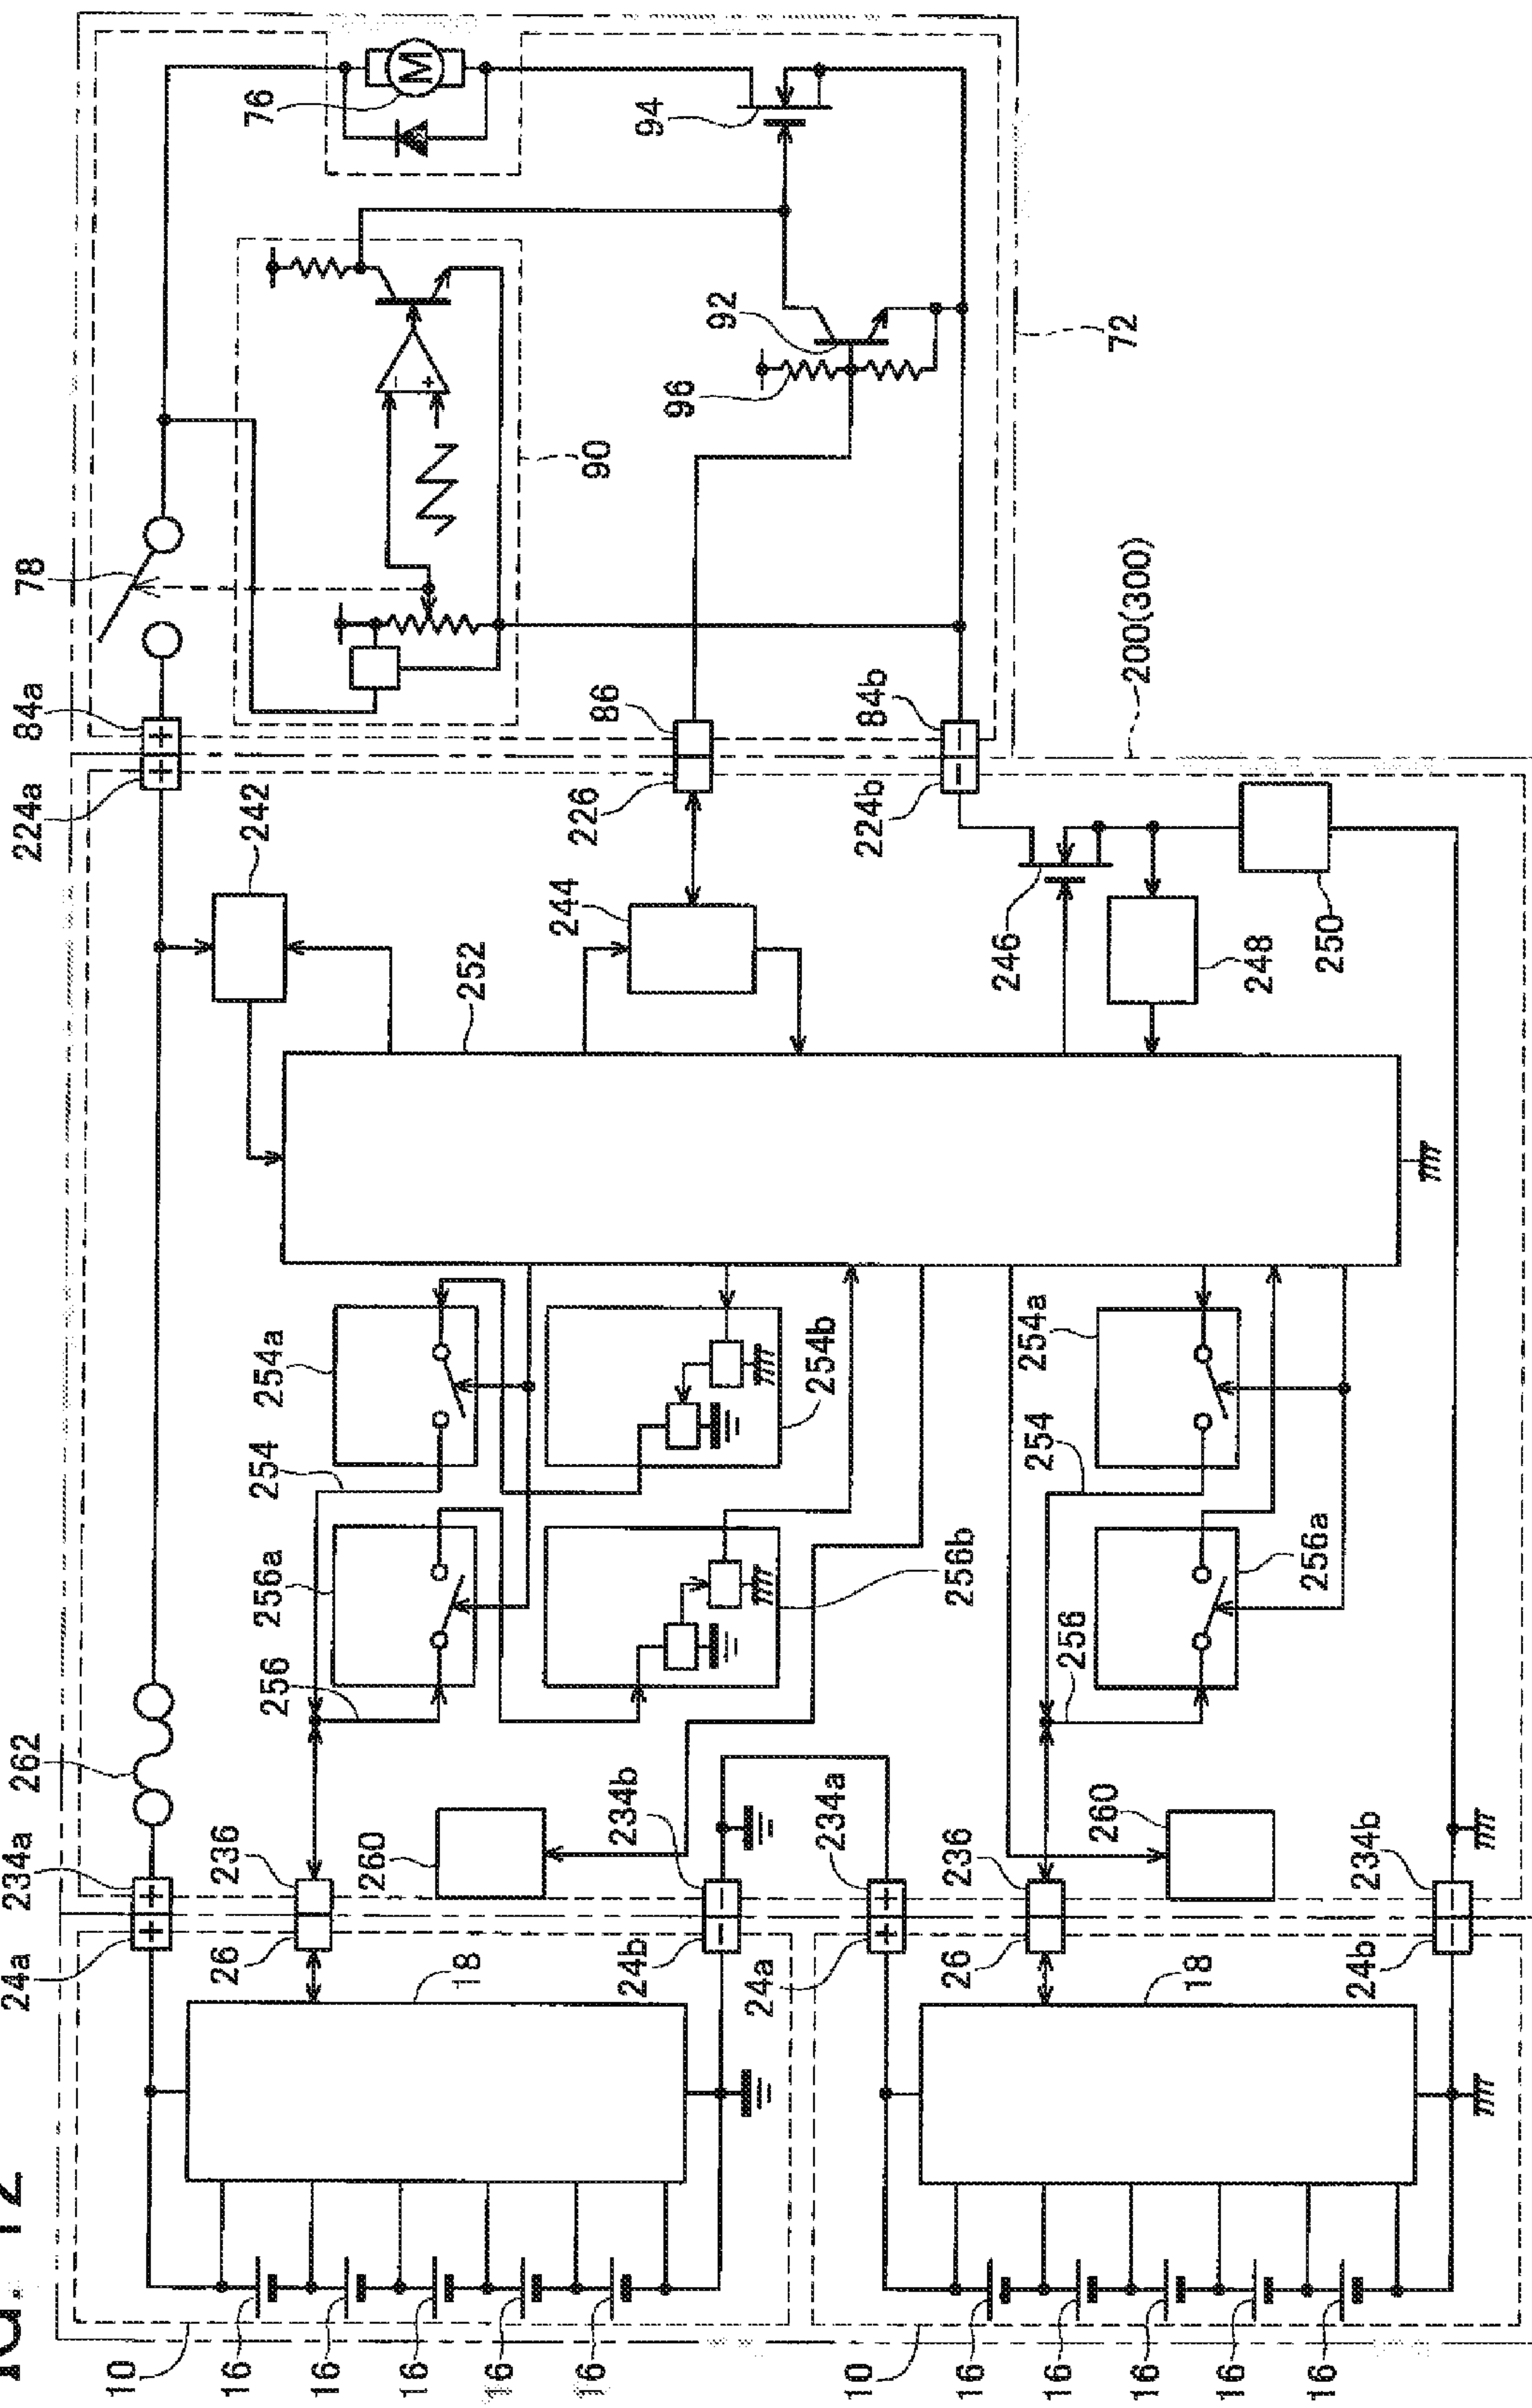 FIG. 12
24a
234a
262
224a
84a
78
+
+
+
+
10
16
26
236
256
256a
254
254a
242
76
M
16
260
16
18
252
−
+
244
16
16
226
86
90
24b
234b
94
96
92
−
−
24a
234a
254b
+
+
10
224b
84b
−
−
256b
26
236
16
246
254
254a
16
256
260
72
16
200(300)
18
16
248
16
256a
250
24b
234b
−
−